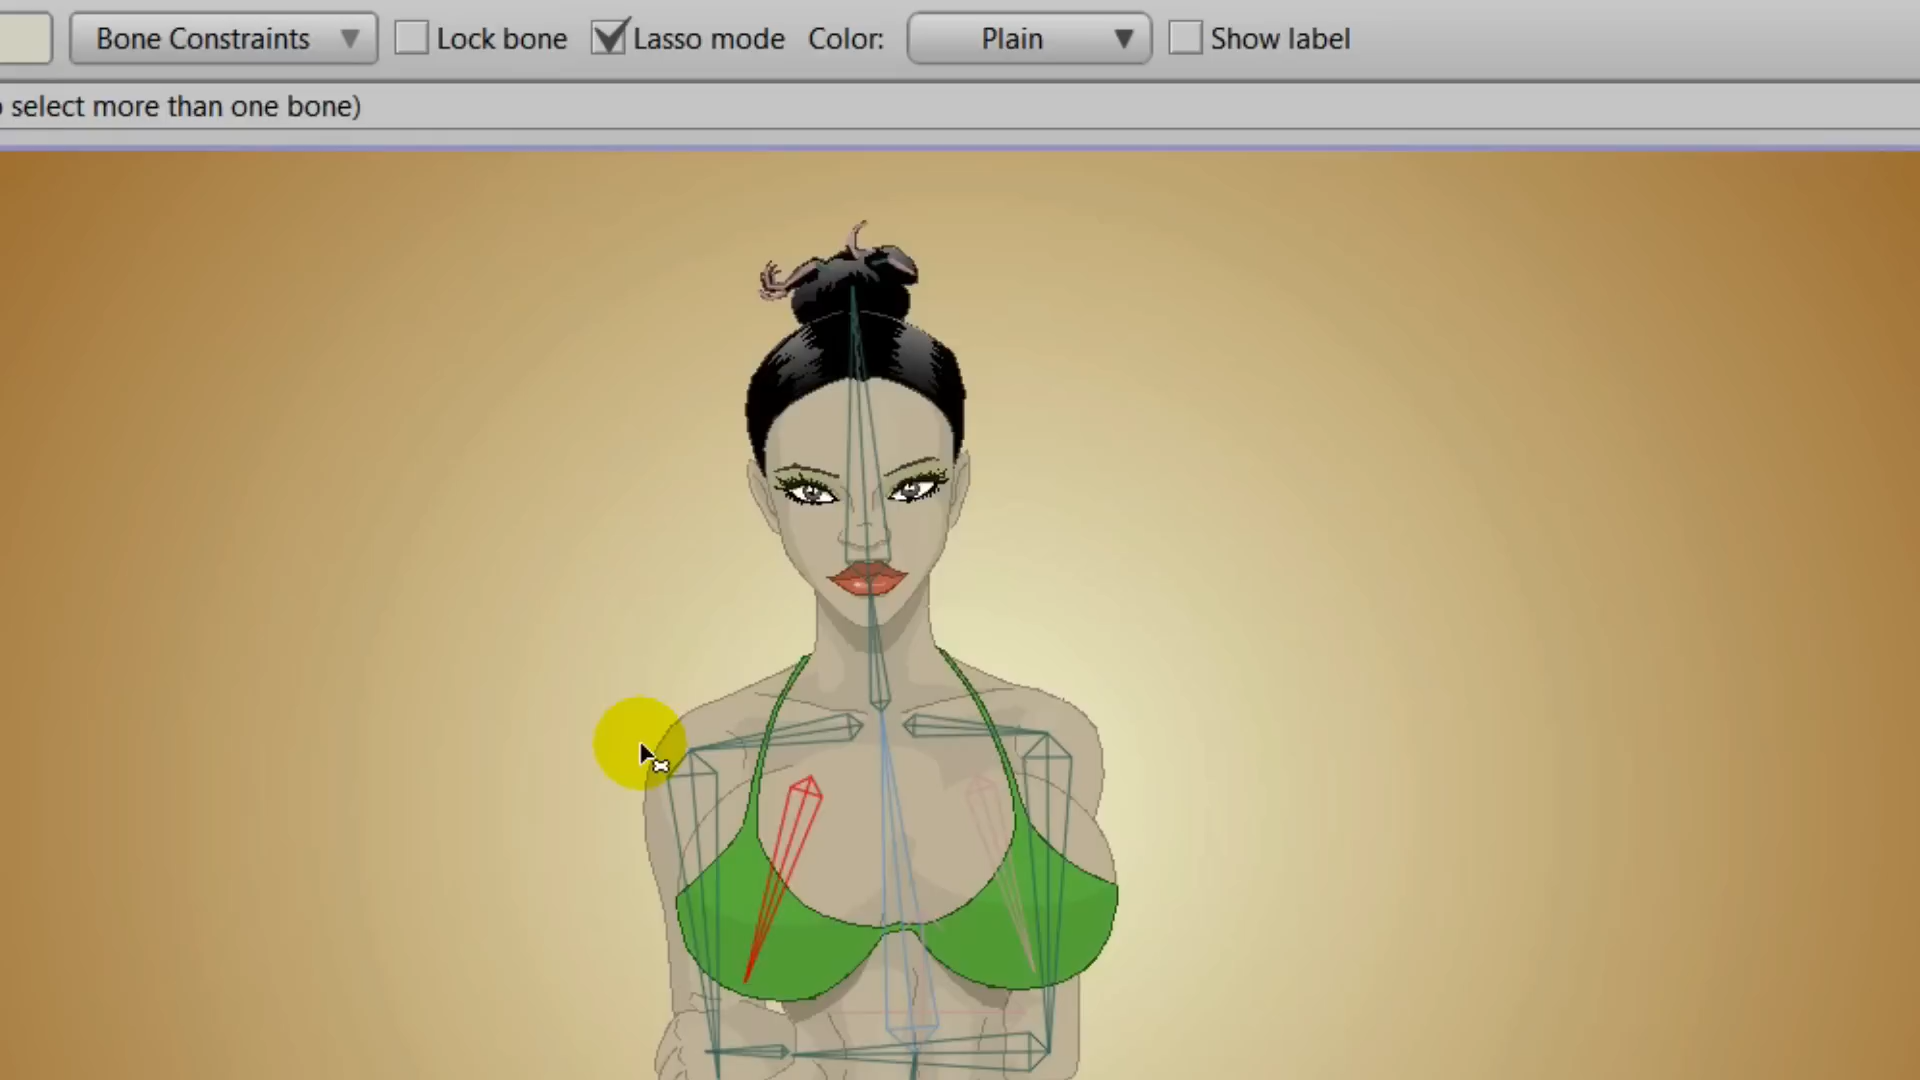 Bone Constraints Lock bone Lasso mode Color: Plain Show label
select more than one bone)